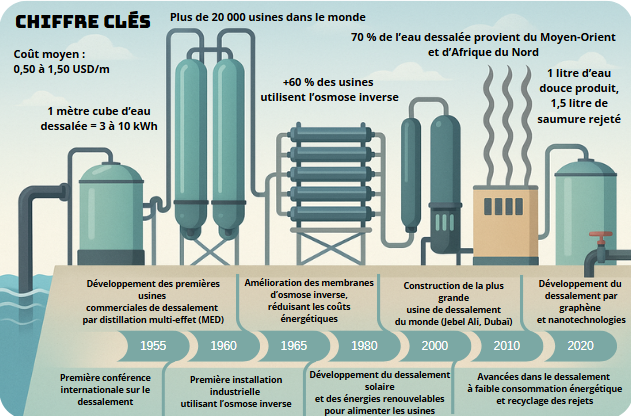 CHIFFRE CLÉS
Plus de 20 000 usines dans le monde
70 % de l'eau dessalée provient du Moyen-Orient
et d'Afrique du Nord
Coût moyen :
0,50 à 1,50 USD/m
+60 % des usines
utilisent l'osmose inverse
1 litre d'eau
douce produit,
1,5 litre de
saumure rejeté
1 mètre cube d'eau
dessalée = 3 à 10 kWh
Développement des premières
usines
commerciales de dessalement
par distillation multi-effet (MED)
Amélioration des membranes
d'osmose inverse,
réduisant les coûts
énergétiques
Construction de la plus
grande
usine de dessalement
du monde (Jebel Ali, Dubaï)
Développement du
dessalement par
graphène
et nanotechnologies
1955
1960
1965
1980
2000
2010
2020
Première conférence
internationale sur le
dessalement
Première installation
industrielle
utilisant l'osmose inverse
Développement du dessalement
solaire
et des énergies renouvelables
pour alimenter les usines
Avancées dans le dessalement
à faible consommation énergétique
et recyclage des rejets